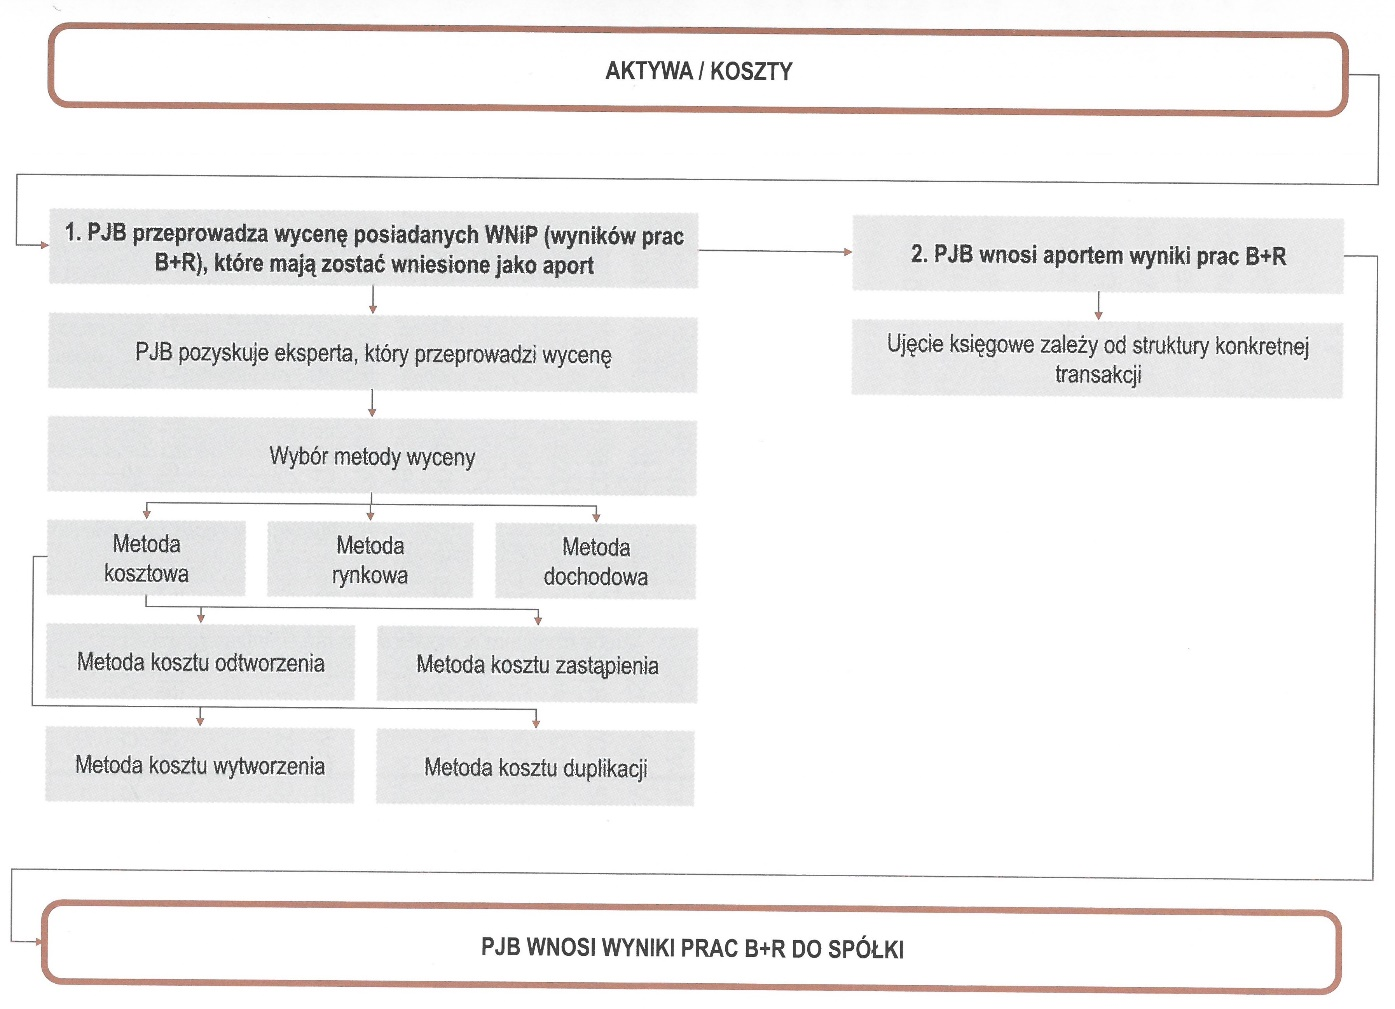 AKTYWA / KOSZTY
1. PJB przeprowadza wycenę posiadanych WNiP (wyników prac
B+R), które mają zostać wniesione jako aport
2. PJB wnosi aportem wyniki prac B+R
PJB pozyskuje eksperta, który przeprowadzi wycenę
Ujęcie księgowe zależy od struktury konkretnej
transakcji
Wybór metody wyceny
Metoda
kosztowa
Metoda
rynkowa
Metoda
dochodowa
Metoda kosztu odtworzenia
Metoda kosztu zastąpienia
Metoda kosztu wytworzenia
Metoda kosztu duplikacji
PJB WNOSI WYNIKI PRAC B+R DO SPÓŁKI